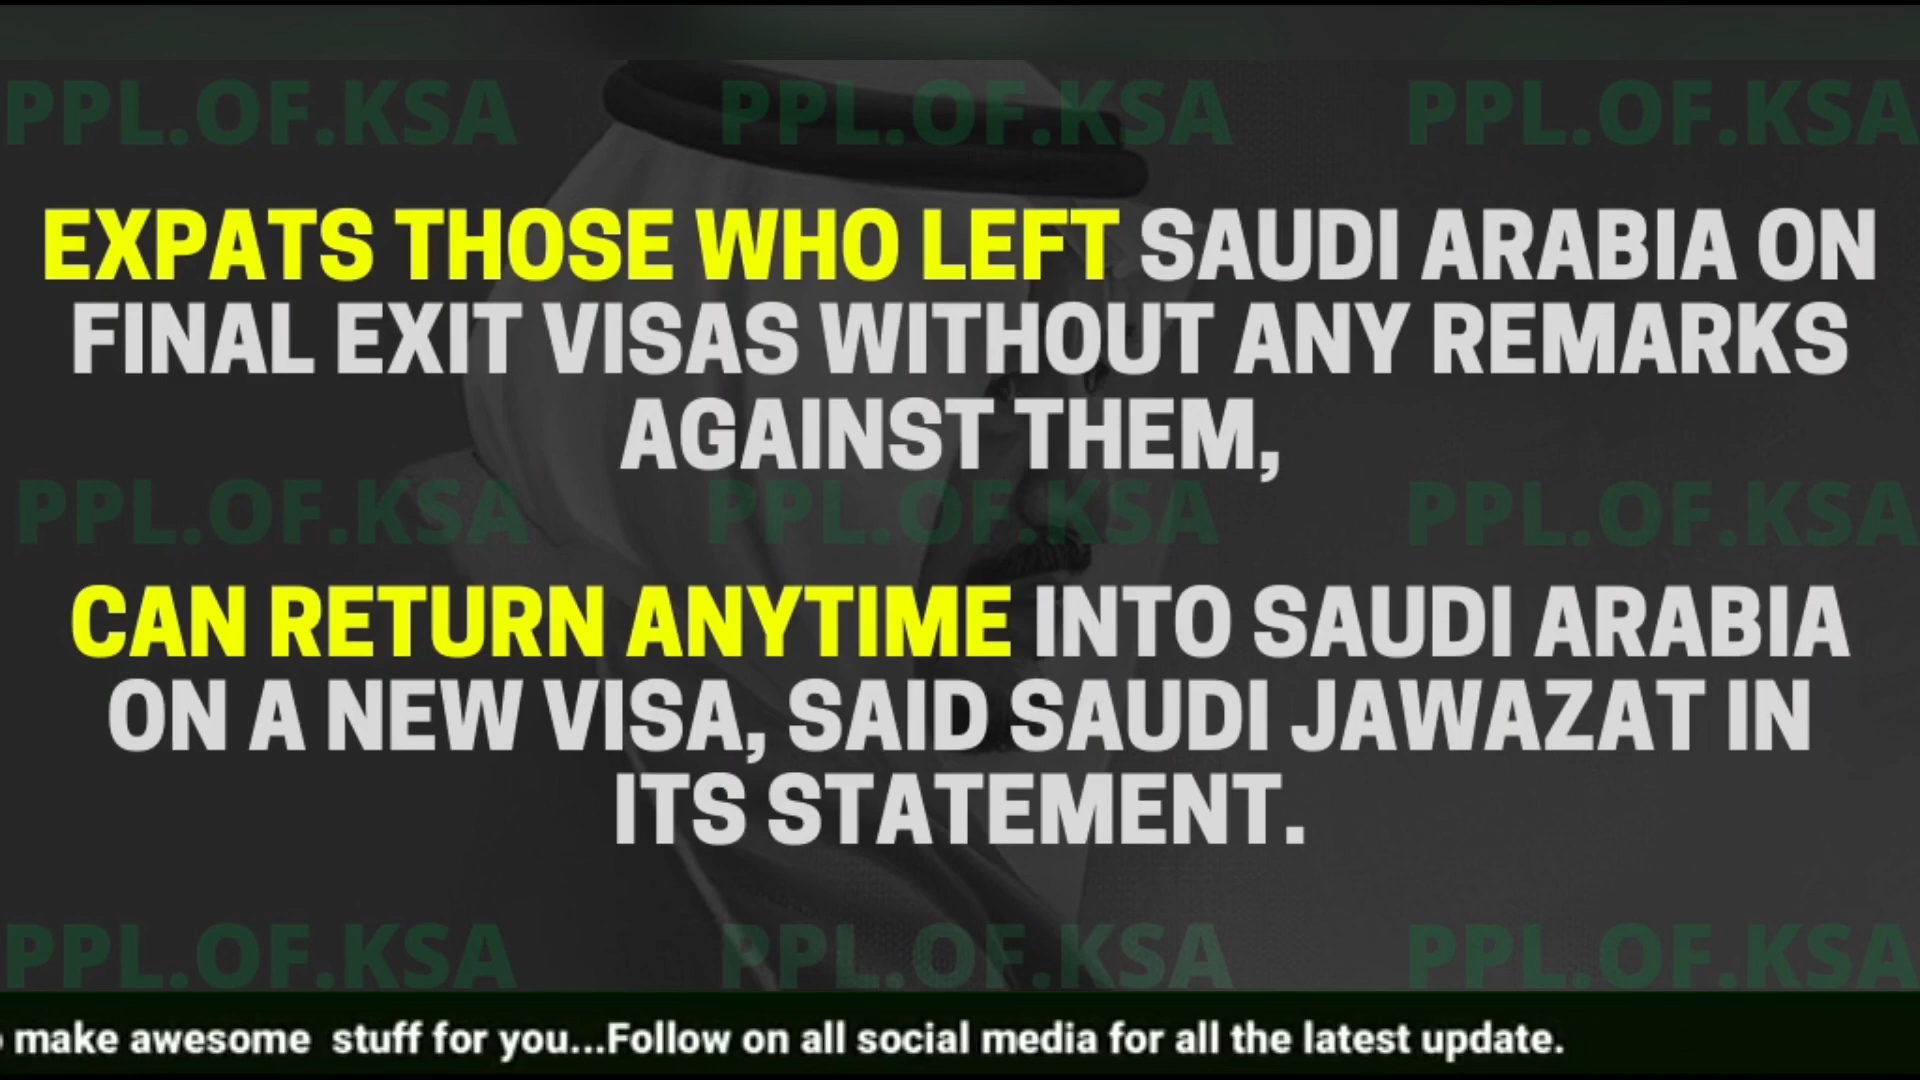 PPL.OF.KSA PPL.OF.KSA PPL.OF.KSA
EXPATS THOSE WHO LEFT SAUDI ARABIA ON
FINAL EXIT VISAS WITHOUT ANY REMARKS
AGAINST THEM,
PPL.OF.KSA PPL.OF.KSA PPL.OF.KSA
CAN RETURN ANYTIME INTO SAUDI ARABIA
ON A NEW VISA, SAID SAUDI JAWAZAT IN
ITS STATEMENT.
PPL.OF.KSA PPL.OF.KSA PPL.OF.KSA
make awesome stuff for you...Follow on all social media for all the latest update.